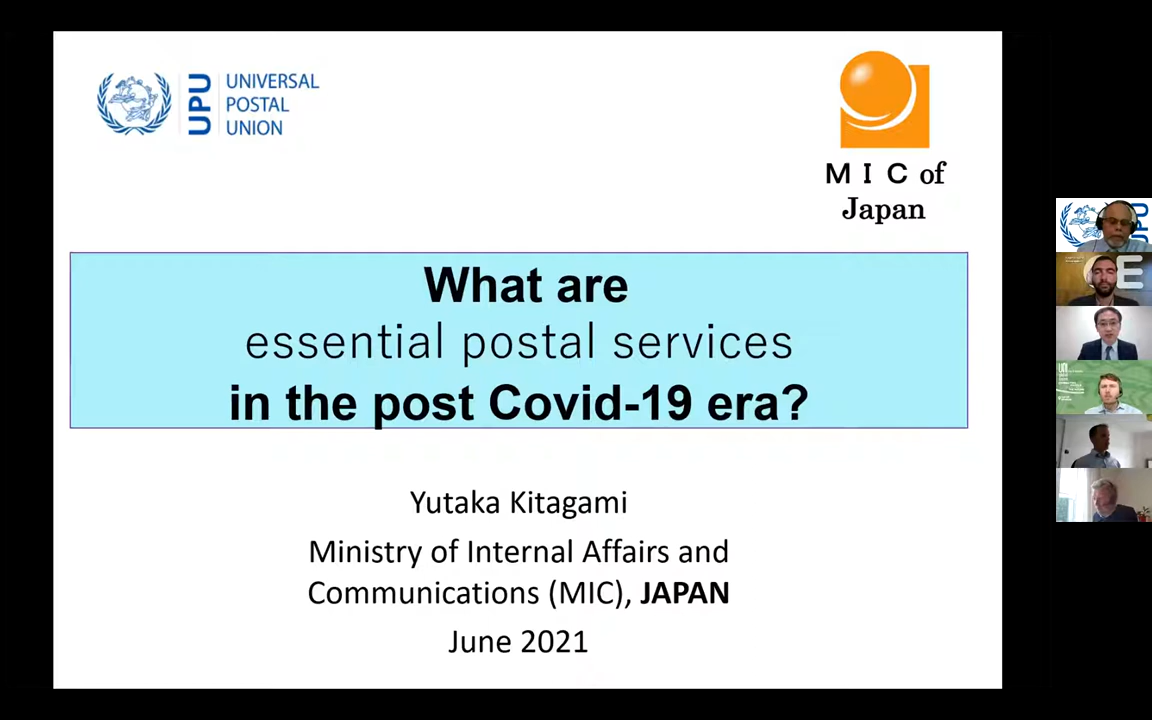 UPU
UNIVERSAL
POSTAL
UNION
M I C of
Japan
What are
essential postal services
in the post Covid-19 era?
Yutaka Kitagami
Ministry of Internal Affairs and
Communications (MIC), JAPAN
June 2021
UPU
E